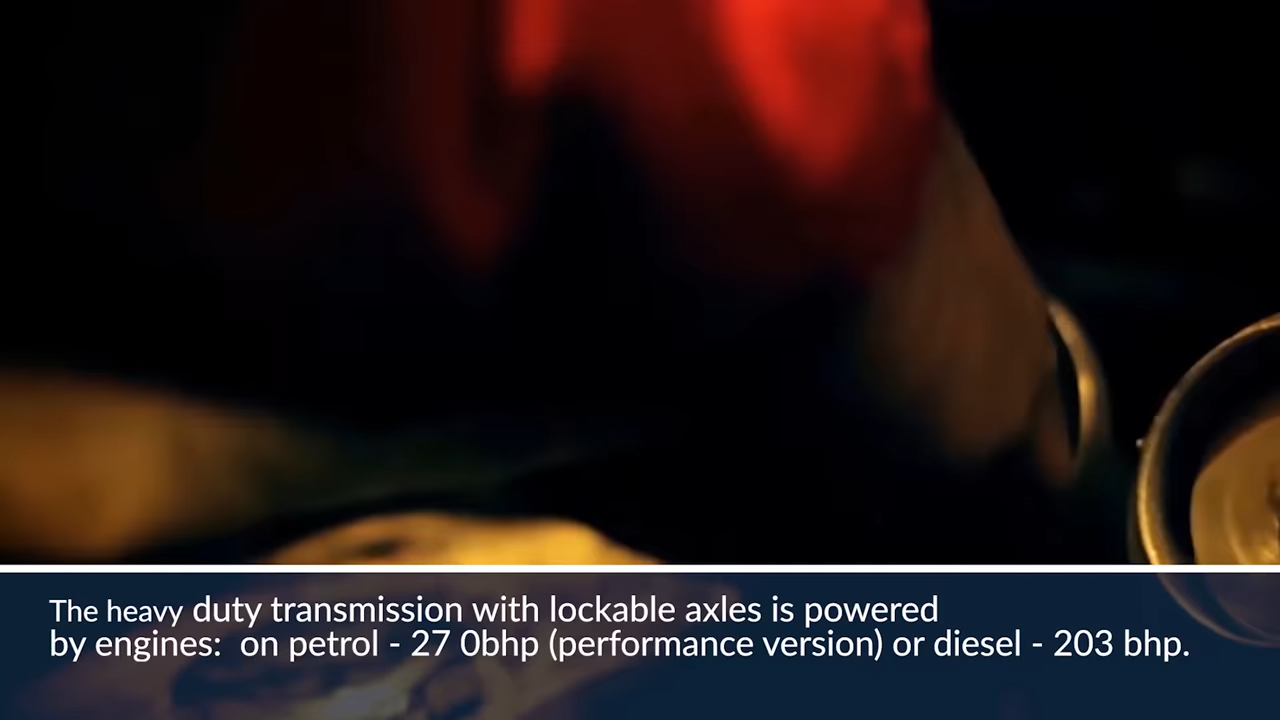 The heavy duty transmission with lockable axles is powered
by engines:  on petrol - 27 0bhp (performance version) or diesel - 203 bhp.